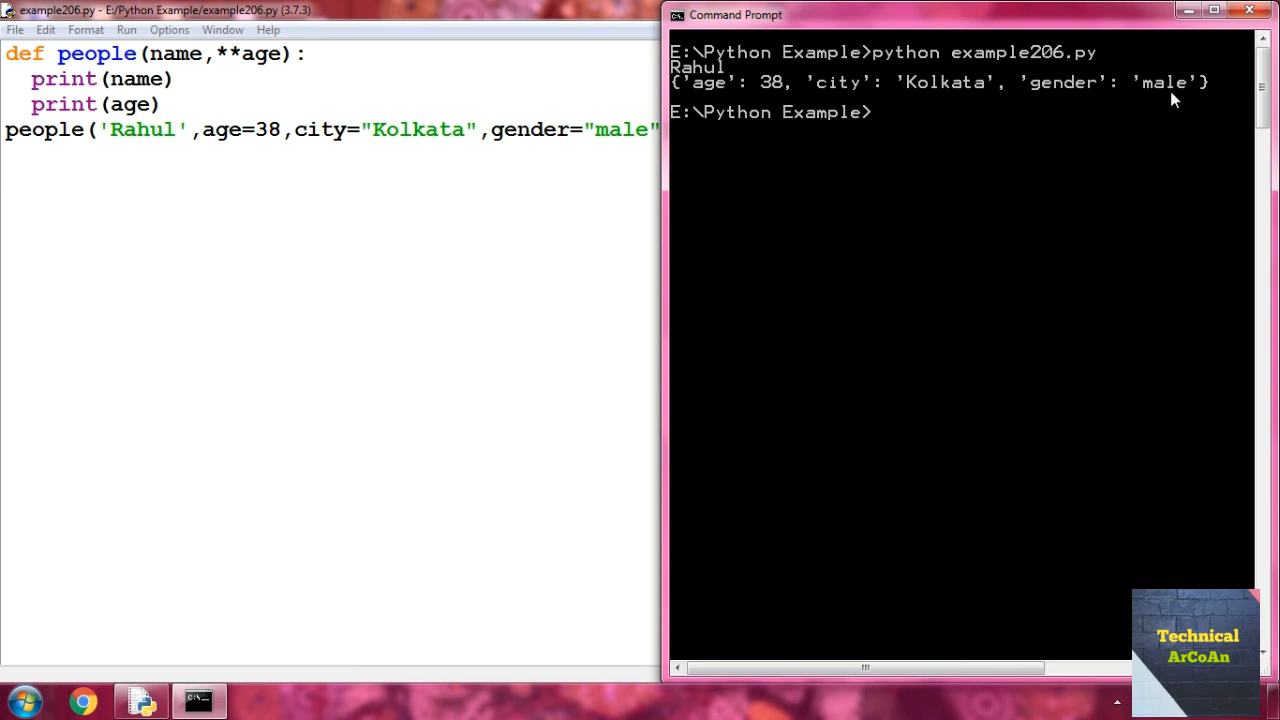 example206.py - E:/Python Example/example206.py (3.7.3)
File Edit Format Run Options Window Help
def people(name,**age):
  print(name)
  print(age)
people('Rahul',age=38,city="Kolkata",gender="male"
Command Prompt
E:\Python Example>python example206.py
Rahul
{'age': 38, 'city': 'Kolkata', 'gender': 'male'}
E:\Python Example>
Technical
ArCoAn